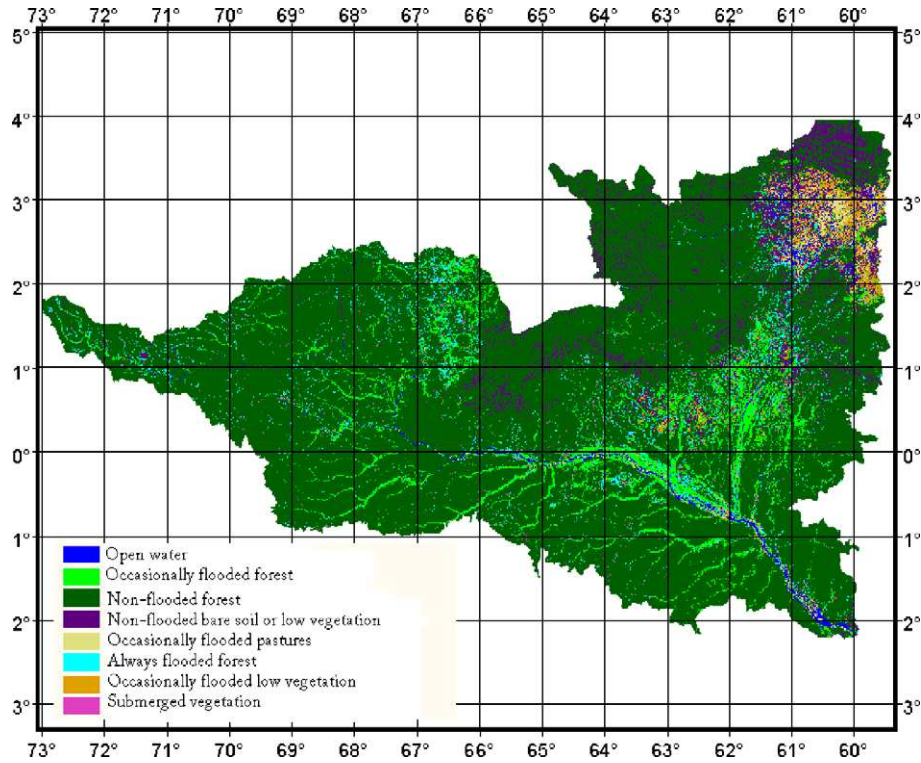 73° 72° 71° 70° 69° 68° 67° 66° 65° 64° 63° 62° 61° 60°
5° 5°
4° 4°
3° 3°
2° 2°
1° 1°
0° 0°
1° 1°
Open water
Occasionally flooded forest
Non-flooded forest
Non-flooded bare soil or low vegetation
2° 2°
Occasionally flooded pastures
Always flooded forest
Occasionally flooded low vegetation
Submerged vegetation
3° 3°
73° 72° 71° 70° 69° 68° 67° 66° 65° 64° 63° 62° 61° 60°